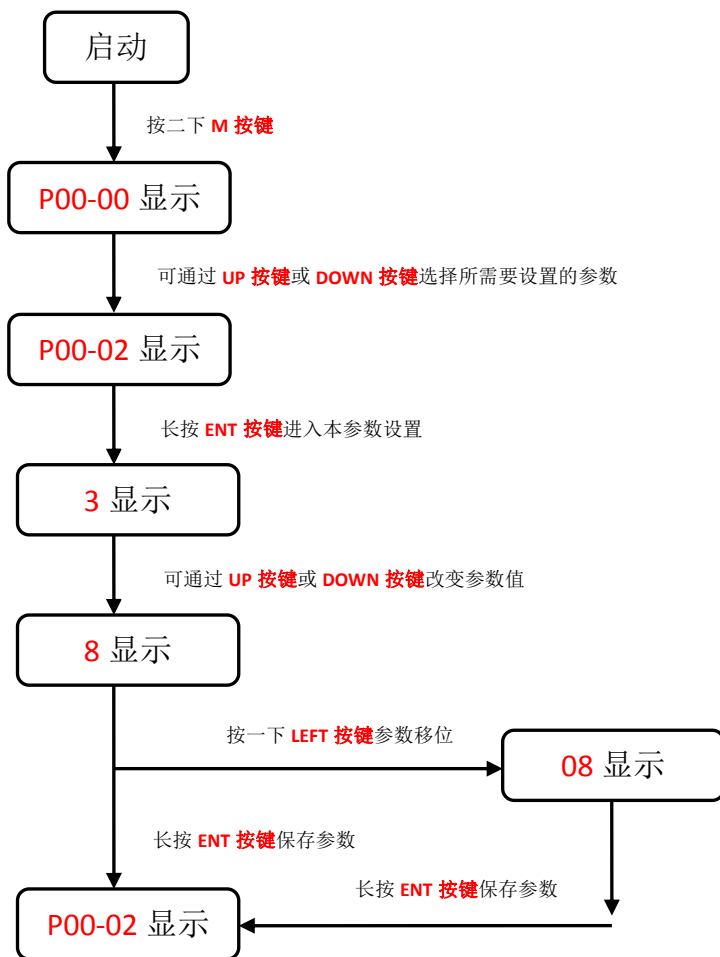 启动
按二下 M 按键
P00-00 显示
可通过 UP 按键或 DOWN 按键选择所需要设置的参数
P00-02 显示
长按 ENT 按键进入本参数设置
3 显示
可通过 UP 按键或 DOWN 按键改变参数值
8 显示
按一下 LEFT 按键参数移位
08 显示
长按 ENT 按键保存参数
长按 ENT 按键保存参数
P00-02 显示